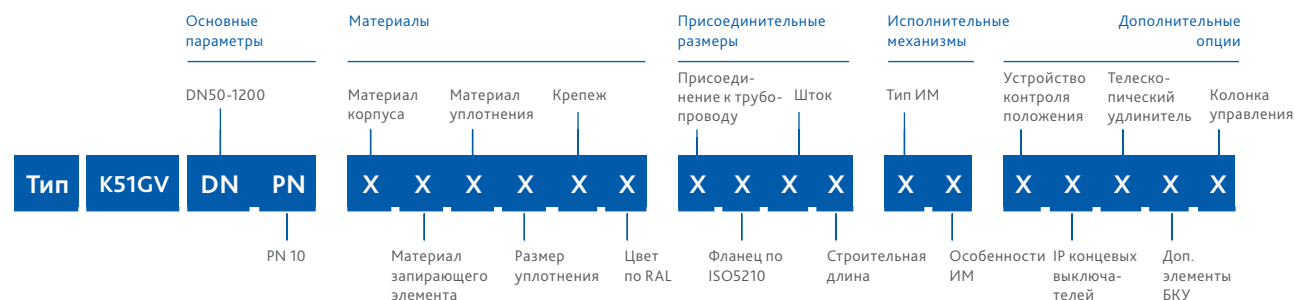 Основные
параметры
Материалы
Присоединительные
размеры
Исполнительные
механизмы
Дополнительные
опции
DN50-1200
Материал
корпуса
Материал
уплотнения
Крепеж
Присоеди-
нение к трубо-
проводу
Шток
Тип ИМ
Устройство
контроля
положения
Телеско-
пический
удлинитель
Колонка
управления
Тип K51GV DN PN X X X X X X X X X X X X X X X X X
PN 10
Материал
запирающего
элемента
Размер
уплотнения
Цвет
по RAL
Фланец по
ISO5210
Строительная
длина
Особенности
ИМ
IP концевых
выключа-
телей
Доп.
элементы
БКУ